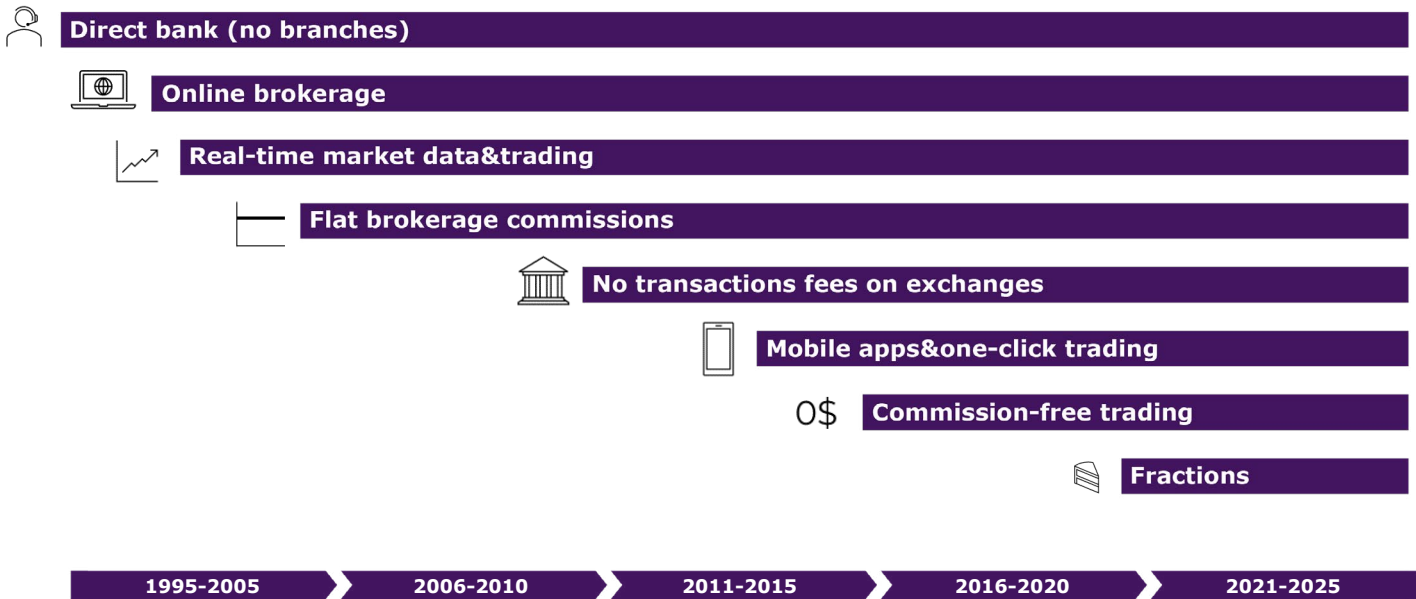 Direct bank (no branches)
Online brokerage
Real-time market data&trading
Flat brokerage commissions
No transactions fees on exchanges
Mobile apps&one-click trading
0$ Commission-free trading
Fractions
1995-2005 2006-2010 2011-2015 2016-2020 2021-2025